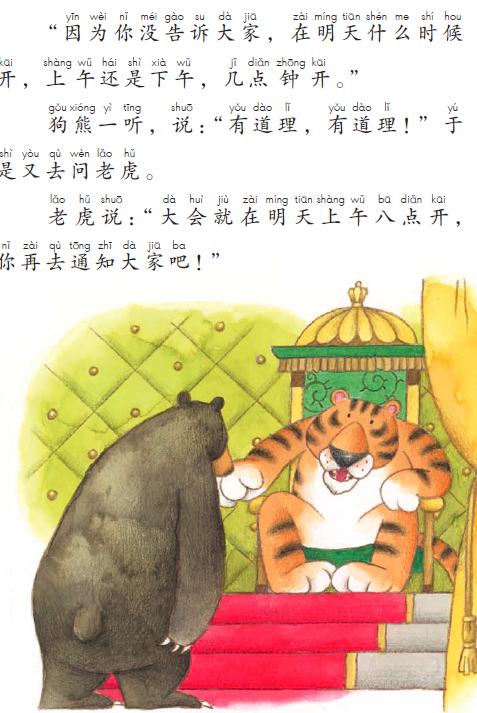 yīn wèi nǐ méi gào su dà jiā zài míng tiān shén me shí hou
“因为你没告诉大家，在明天什么时候
kāi shàng wǔ hái shì xià wǔ jǐ diǎn zhōng kāi
开，上午还是下午，几点钟开。”
gǒu xióng yì tīng shuō yǒu dào lǐ yǒu dào lǐ yú
狗熊一听，说：“有道理，有道理！”于
shì yòu qù wèn lǎo hǔ
是又去问老虎。
lǎo hǔ shuō dà huì jiù zài míng tiān shàng wǔ bā diǎn kāi
老虎说：“大会就在明天上午八点开，
nǐ zài qù tōng zhī dà jiā ba
你再去通知大家吧！”